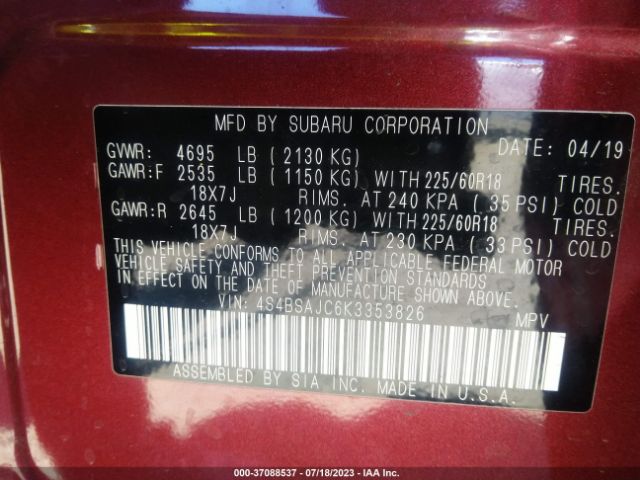 MFD BY SUBARU CORPORATION
GVWR: 4695 LB (2130 KG) DATE: 04/19
GAWR:F 2535 LB (1150 KG) WITH 225/60R18 TIRES.
18X7J RIMS. AT 240 KPA (35 PSI) COLD
GAWR:R 2645 LB (1200 KG) WITH 225/60R18 TIRES.
18X7J RIMS. AT 230 KPA (33 PSI) COLD
THIS VEHICLE CONFORMS TO ALL APPLICABLE FEDERAL MOTOR
VEHICLE SAFETY AND THEFT PREVENTION STANDARDS
IN EFFECT ON THE DATE OF MANUFACTURE SHOWN ABOVE.
VIN: 4S4BSAJC6K3353826 MPV
ASSEMBLED BY SIA INC. MADE IN U.S.A.
000-37088537 - 07/18/2023 - IAA Inc.